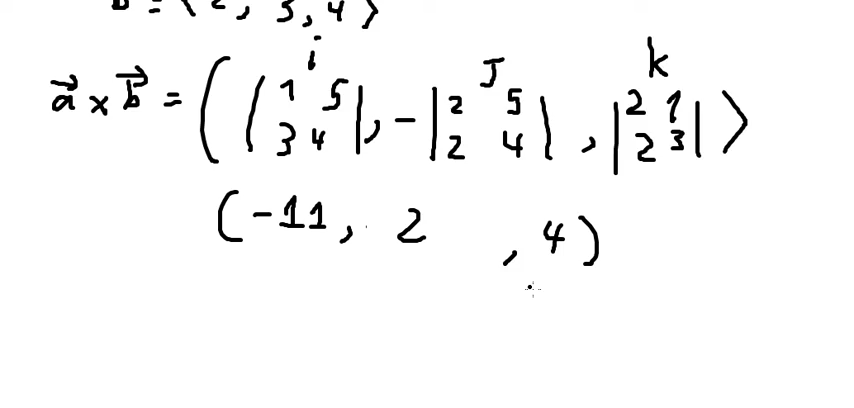 b = ⟨2, 3, 4⟩
i J k
a⃗ x b⃗ = ( | 1 5 |, - | 2 5 | , | 2 1 | ⟩
3 4 2 4 2 3
(-11, 2 , 4)